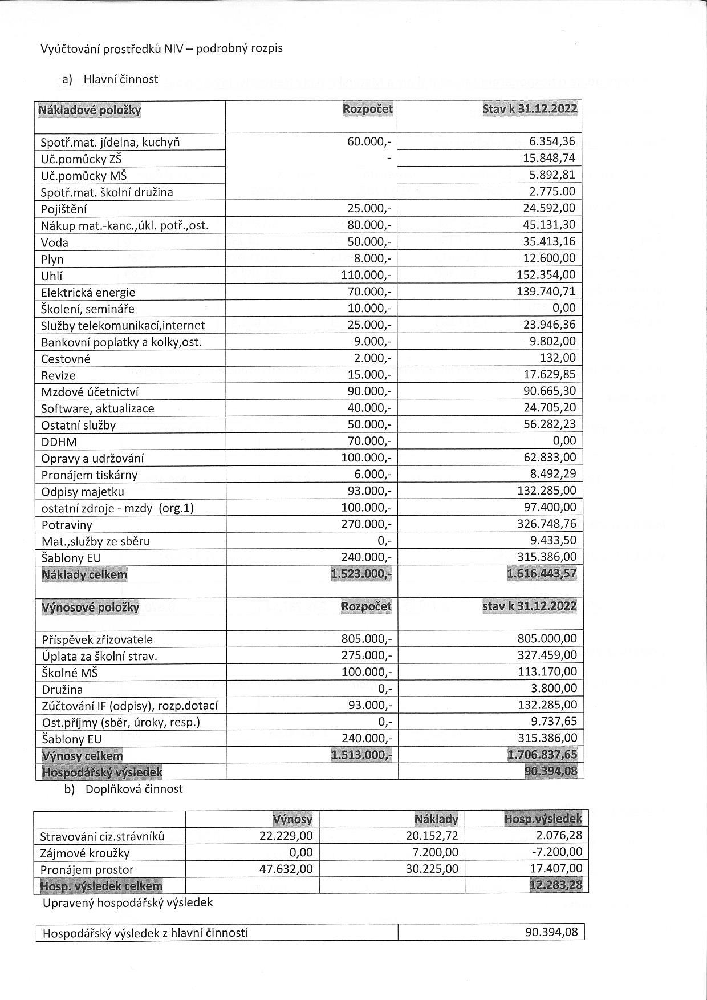 Vyúčtování prostředků NIV – podrobný rozpis
a) Hlavní činnost
Nákladové položky Rozpočet Stav k 31.12.2022
Spotř.mat. jídelna, kuchyň 60.000,- 6.354,36
Uč.pomůcky ZŠ - 15.848,74
Uč.pomůcky MŠ 5.892,81
Spotř.mat. školní družina 2.775.00
Pojištění 25.000,- 24.592,00
Nákup mat.-kanc.,úkl. potř.,ost. 80.000,- 45.131,30
Voda 50.000,- 35.413,16
Plyn 8.000,- 12.600,00
Uhlí 110.000,- 152.354,00
Elektrická energie 70.000,- 139.740,71
Školení, semináře 10.000,- 0,00
Služby telekomunikací,internet 25.000,- 23.946,36
Bankovní poplatky a kolky,ost. 9.000,- 9.802,00
Cestovné 2.000,- 132,00
Revize 15.000,- 17.629,85
Mzdové účetnictví 90.000,- 90.665,30
Software, aktualizace 40.000,- 24.705,20
Ostatní služby 50.000,- 56.282,23
DDHM 70.000,- 0,00
Opravy a udržování 100.000,- 62.833,00
Pronájem tiskárny 6.000,- 8.492,29
Odpisy majetku 93.000,- 132.285,00
ostatní zdroje - mzdy (org.1) 100.000,- 97.400,00
Potraviny 270.000,- 326.748,76
Mat.,služby ze sběru 0,- 9.433,50
Šablony EU 240.000,- 315.386,00
Náklady celkem 1.523.000,- 1.616.443,57
Výnosové položky Rozpočet stav k 31.12.2022
Příspěvek zřizovatele 805.000,- 805.000,00
Úplata za školní strav. 275.000,- 327.459,00
Školné MŠ 100.000,- 113.170,00
Družina 0,- 3.800,00
Zúčtování IF (odpisy), rozp.dotací 93.000,- 132.285,00
Ost.příjmy (sběr, úroky, resp.) 0,- 9.737,65
Šablony EU 240.000,- 315.386,00
Výnosy celkem 1.513.000,- 1.706.837,65
Hospodářský výsledek 90.394,08
b) Doplňková činnost
Výnosy Náklady Hosp.výsledek
Stravování ciz.strávníků 22.229,00 20.152,72 2.076,28
Zájmové kroužky 0,00 7.200,00 -7.200,00
Pronájem prostor 47.632,00 30.225,00 17.407,00
Hosp. výsledek celkem 12.283,28
Upravený hospodářský výsledek
Hospodářský výsledek z hlavní činnosti 90.394,08